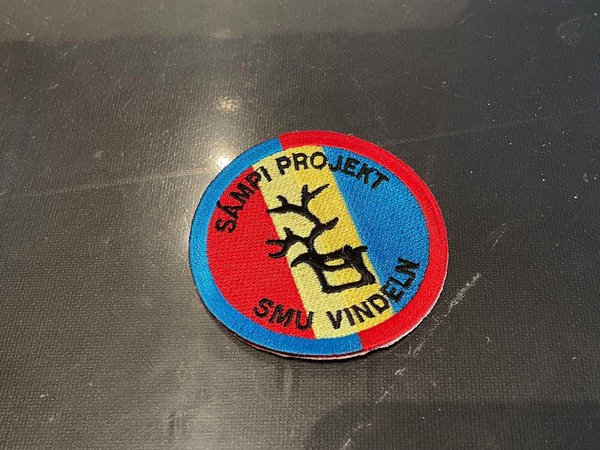 SÁMPI PROJEKT
SMU VINDELN